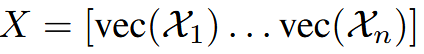 X = [vec(𝒳₁) . . . vec(𝒳ₙ)]